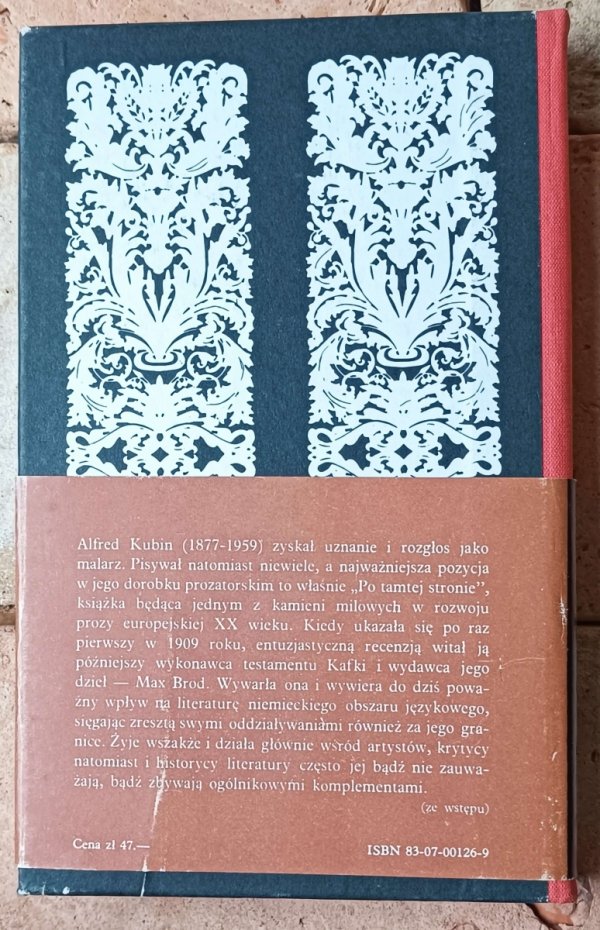 Alfred Kubin (1877-1959) zyskał uznanie i rozgłos jako
malarz. Pisywał natomiast niewiele, a najważniejsza pozycja
w jego dorobku prozatorskim to właśnie „Po tamtej stronie”,
książka będąca jednym z kamieni milowych w rozwoju
prozy europejskiej XX wieku. Kiedy ukazała się po raz
pierwszy w 1909 roku, entuzjastyczną recenzją witał ją
późniejszy wykonawca testamentu Kafki i wydawca jego
dzieł — Max Brod. Wywarła ona i wywiera do dziś powa-
żny wpływ na literaturę niemieckiego obszaru językowego,
sięgając zresztą swymi oddziaływaniami również za jego gra-
nice. Żyje wszakże i działa głównie wśród artystów, krytycy
natomiast i historycy literatury często jej bądź nie zauwa-
żają, bądź zbywają ogólnikowymi komplementami.
(ze wstępu)
Cena zł 47.—
ISBN 83-07-00126-9